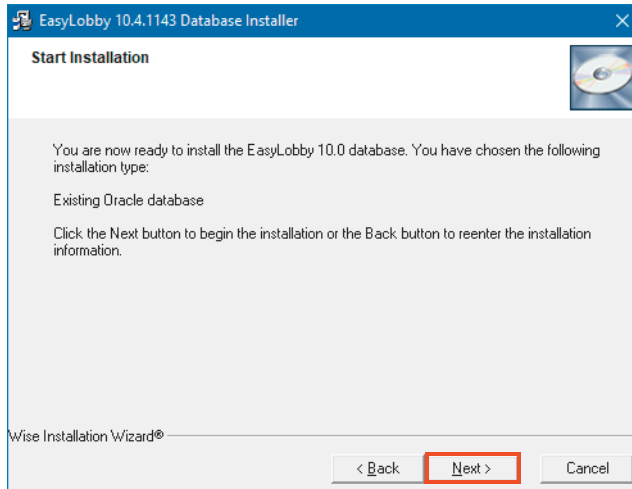 EasyLobby 10.4.1143 Database Installer
Start Installation
You are now ready to install the EasyLobby 10.0 database. You have chosen the following
installation type:
Existing Oracle database
Click the Next button to begin the installation or the Back button to reenter the installation
information.
Wise Installation Wizard®
< Back Next > Cancel